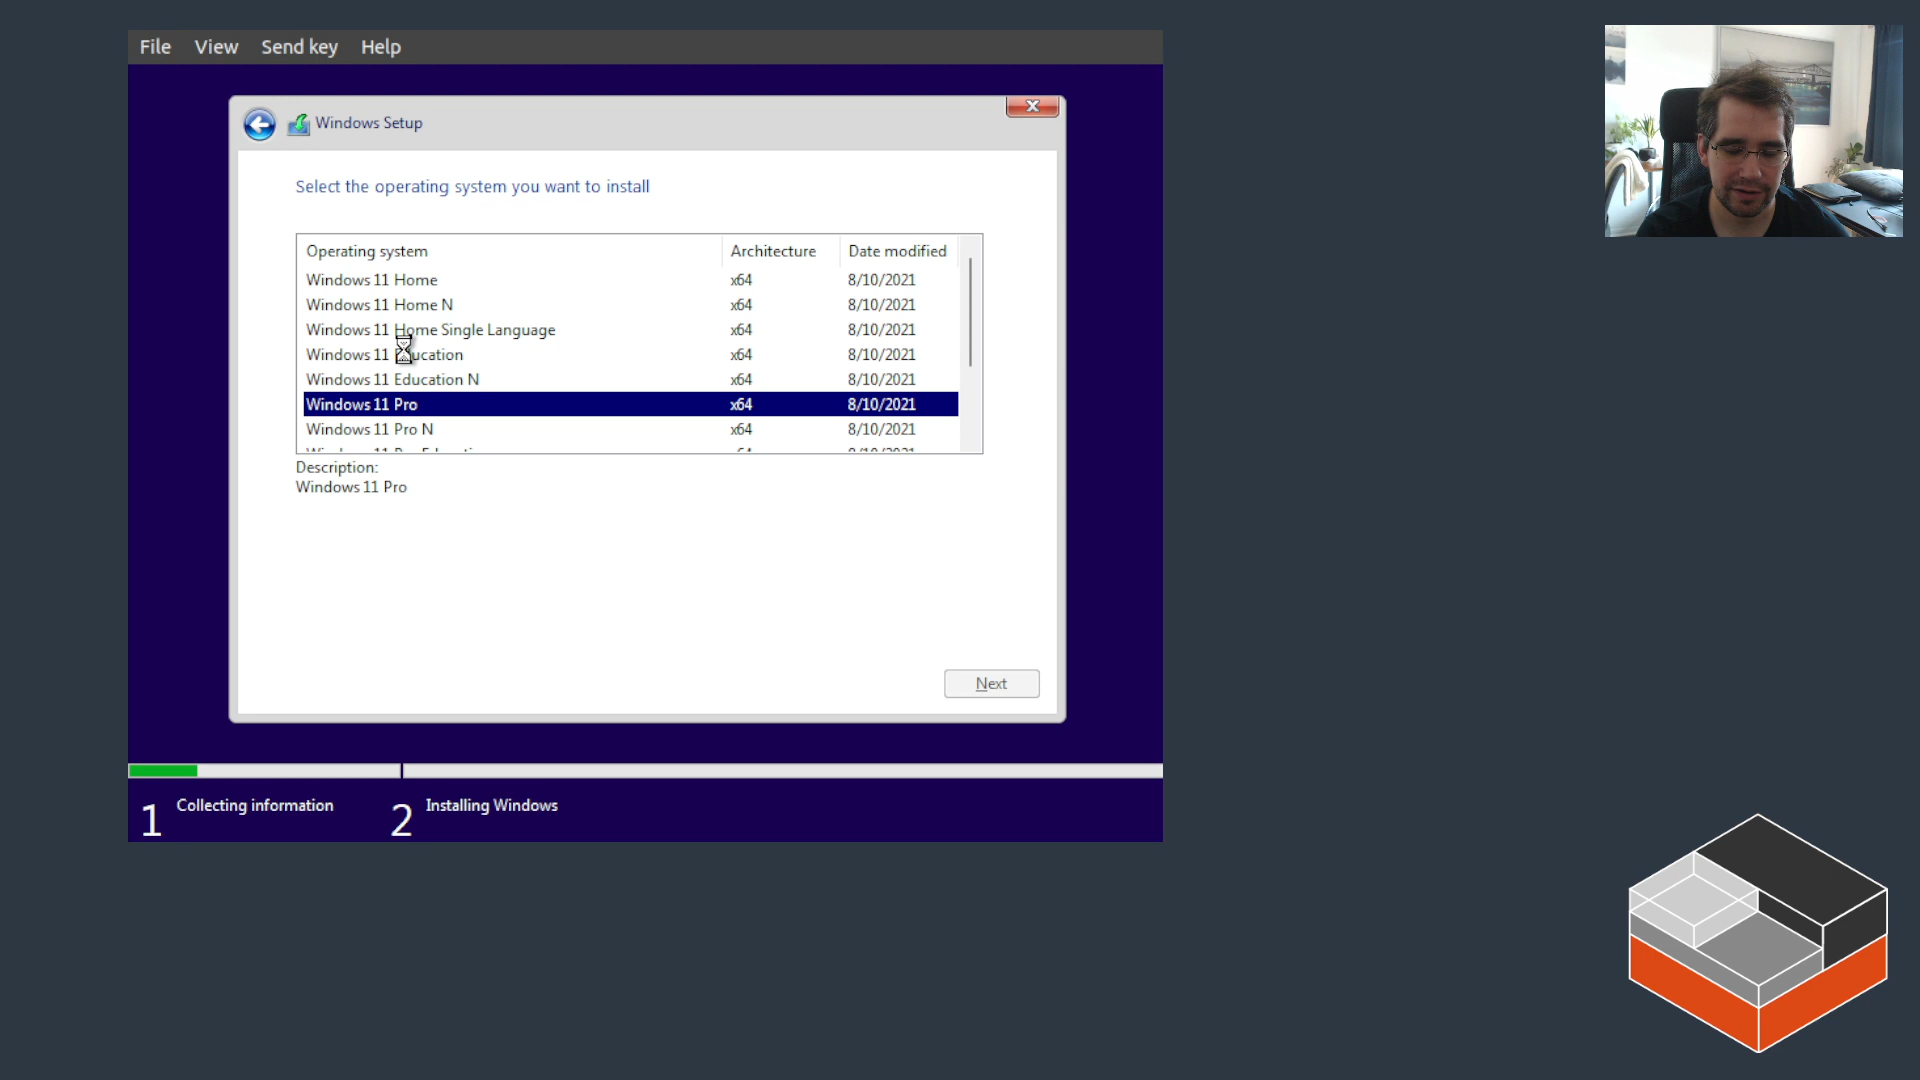 File View Send key Help
Windows Setup
Select the operating system you want to install
Operating system Architecture Date modified
Windows 11 Home x64 8/10/2021
Windows 11 Home N x64 8/10/2021
Windows 11 Home Single Language x64 8/10/2021
Windows 11 Education x64 8/10/2021
Windows 11 Education N x64 8/10/2021
Windows 11 Pro x64 8/10/2021
Windows 11 Pro N x64 8/10/2021
Description:
Windows 11 Pro
Next
1 Collecting information 2 Installing Windows